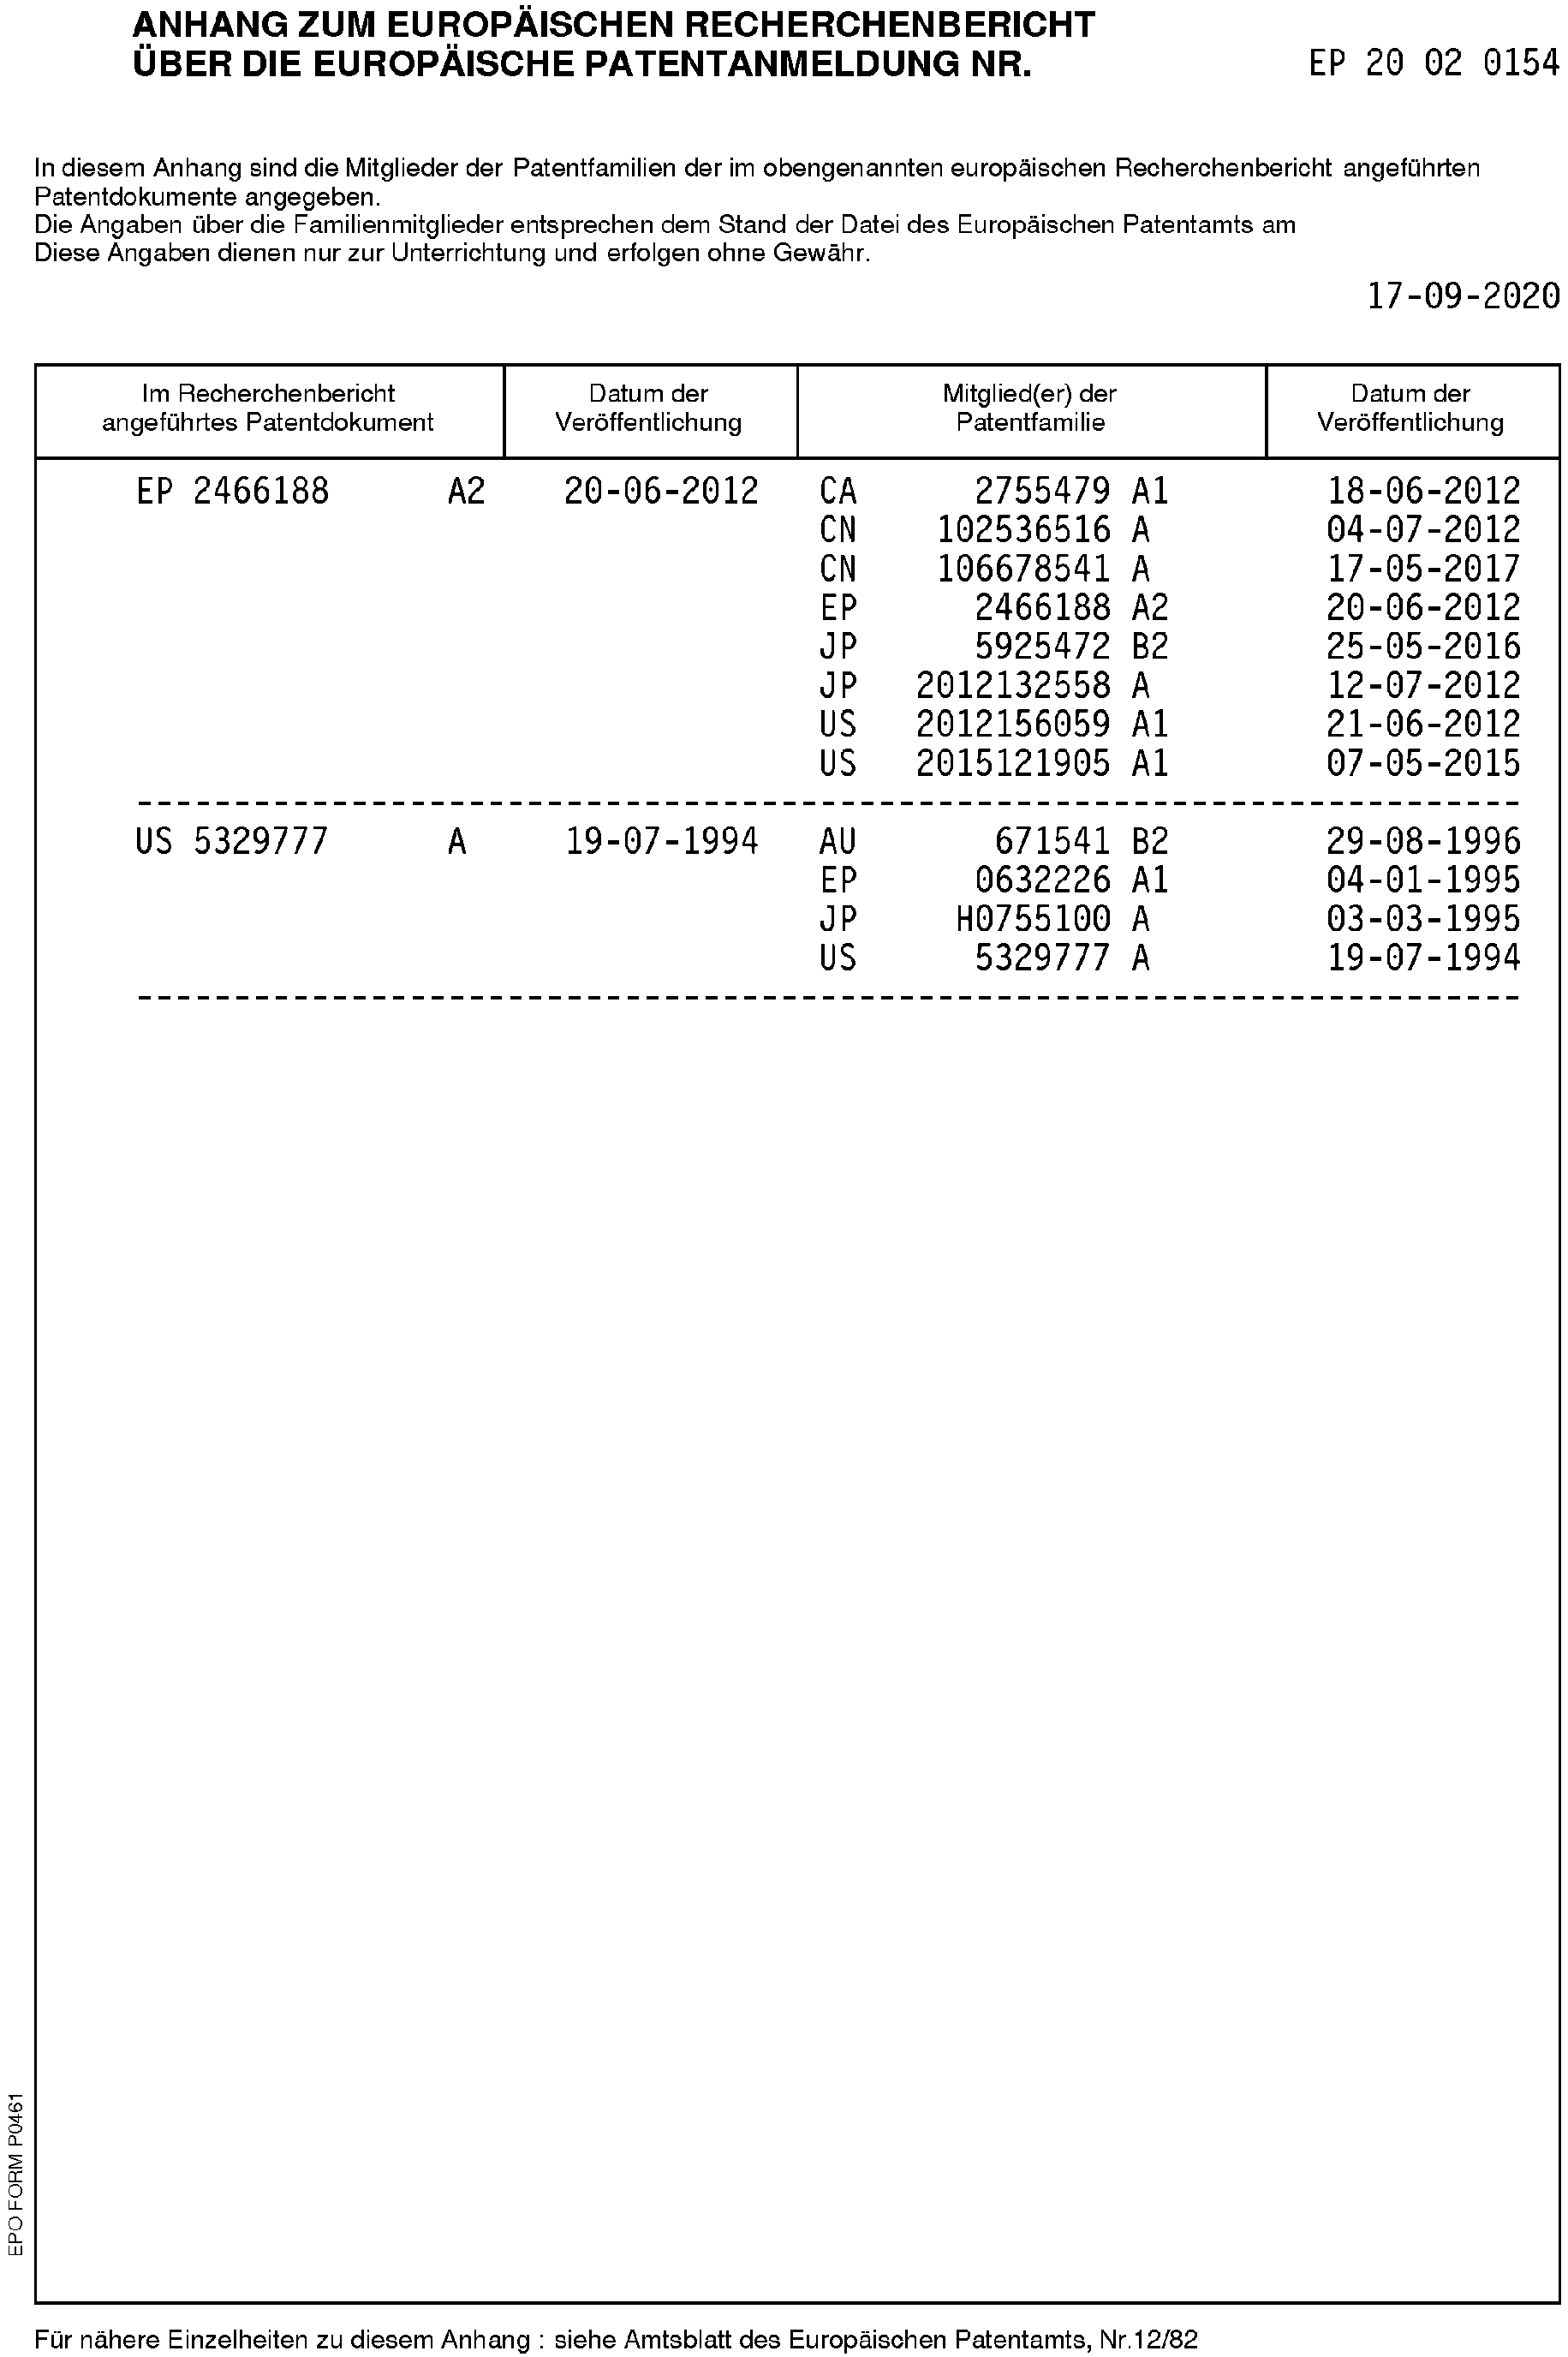 ANHANG ZUM EUROPÄISCHEN RECHERCHENBERICHT
ÜBER DIE EUROPÄISCHE PATENTANMELDUNG NR. EP 20 02 0154
In diesem Anhang sind die Mitglieder der Patentfamilien der im obengenannten europäischen Recherchenbericht angeführten
Patentdokumente angegeben.
Die Angaben über die Familienmitglieder entsprechen dem Stand der Datei des Europäischen Patentamts am
Diese Angaben dienen nur zur Unterrichtung und erfolgen ohne Gewähr.
17-09-2020
Im Recherchenbericht Datum der Mitglied(er) der Datum der
angeführtes Patentdokument Veröffentlichung Patentfamilie Veröffentlichung
EP 2466188 A2 20-06-2012 CA 2755479 A1 18-06-2012
CN 102536516 A 04-07-2012
CN 106678541 A 17-05-2017
EP 2466188 A2 20-06-2012
JP 5925472 B2 25-05-2016
JP 2012132558 A 12-07-2012
US 2012156059 A1 21-06-2012
US 2015121905 A1 07-05-2015
US 5329777 A 19-07-1994 AU 671541 B2 29-08-1996
EP 0632226 A1 04-01-1995
JP H0755100 A 03-03-1995
US 5329777 A 19-07-1994
EPO FORM P0461
Für nähere Einzelheiten zu diesem Anhang : siehe Amtsblatt des Europäischen Patentamts, Nr.12/82